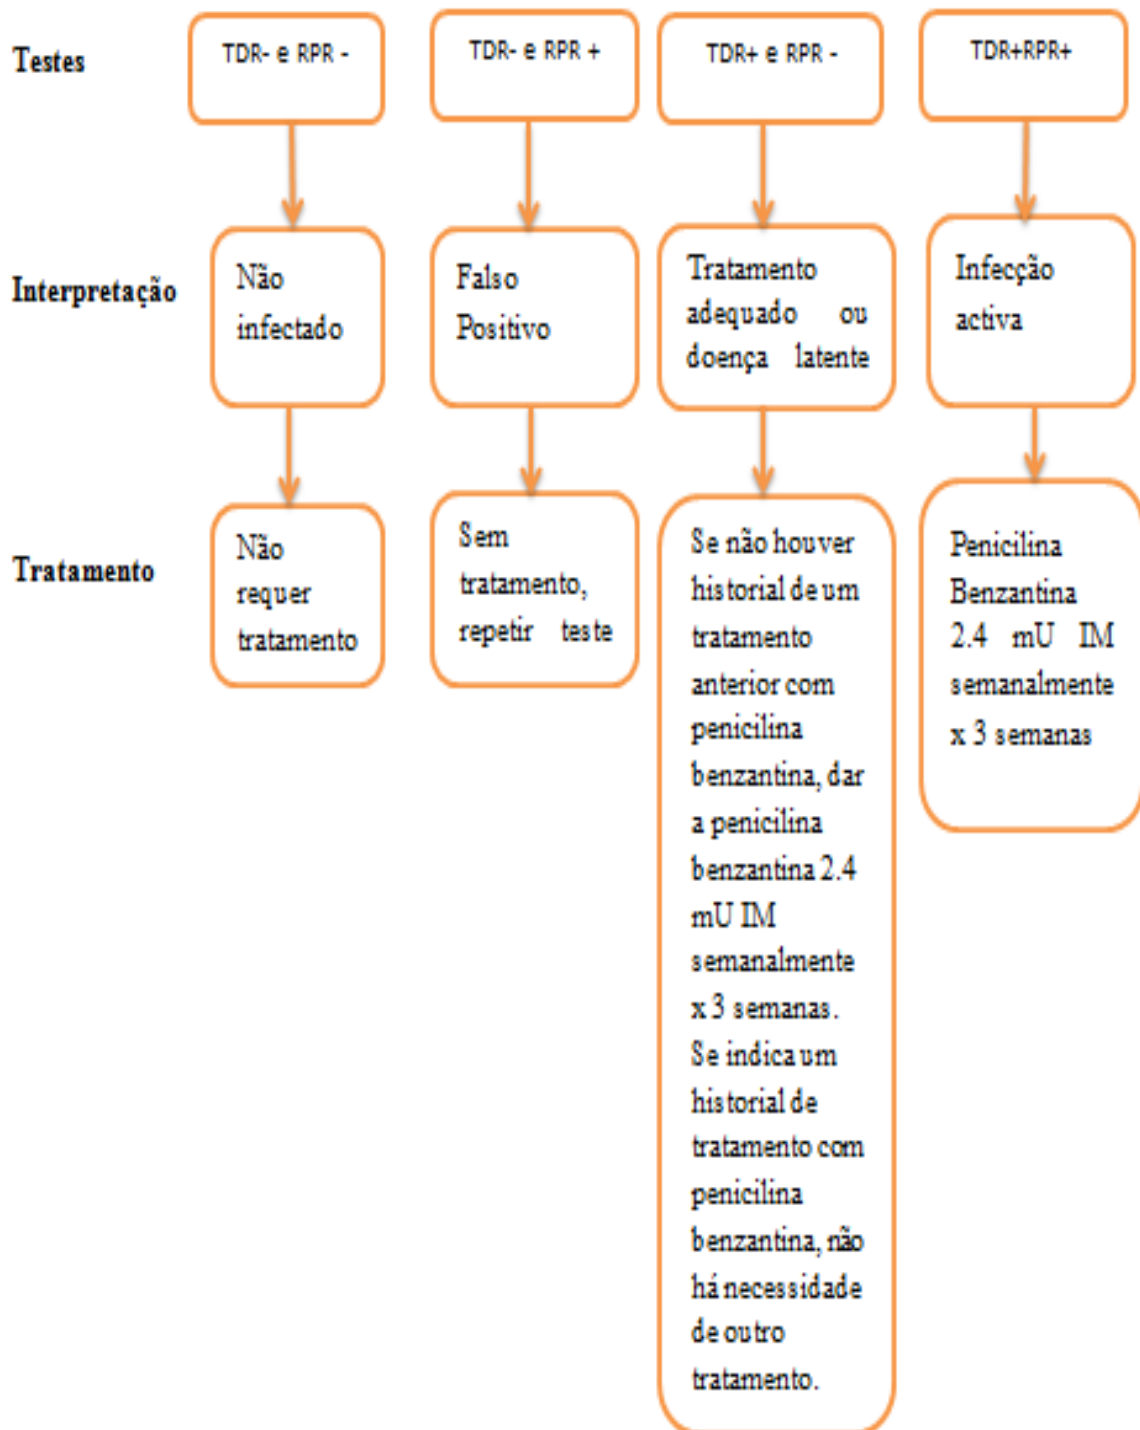 Testes
TDR- e RPR -
TDR- e RPR +
TDR+ e RPR -
TDR+RPR+
Interpretação
Não
infectado
Falso
Positivo
Tratamento
adequado ou
doença latente
Infecção
activa
Tratamento
Não
requer
tratamento
Sem
tratamento,
repetir teste
Se não houver
historial de um
tratamento
anterior com
penicilina
benzantina, dar
a penicilina
benzantina 2.4
mU IM
semanalmente
x 3 semanas.
Se indica um
historial de
tratamento com
penicilina
benzantina, não
há necessidade
de outro
tratamento.
Penicilina
Benzantina
2.4 mU IM
semanalmente
x 3 semanas